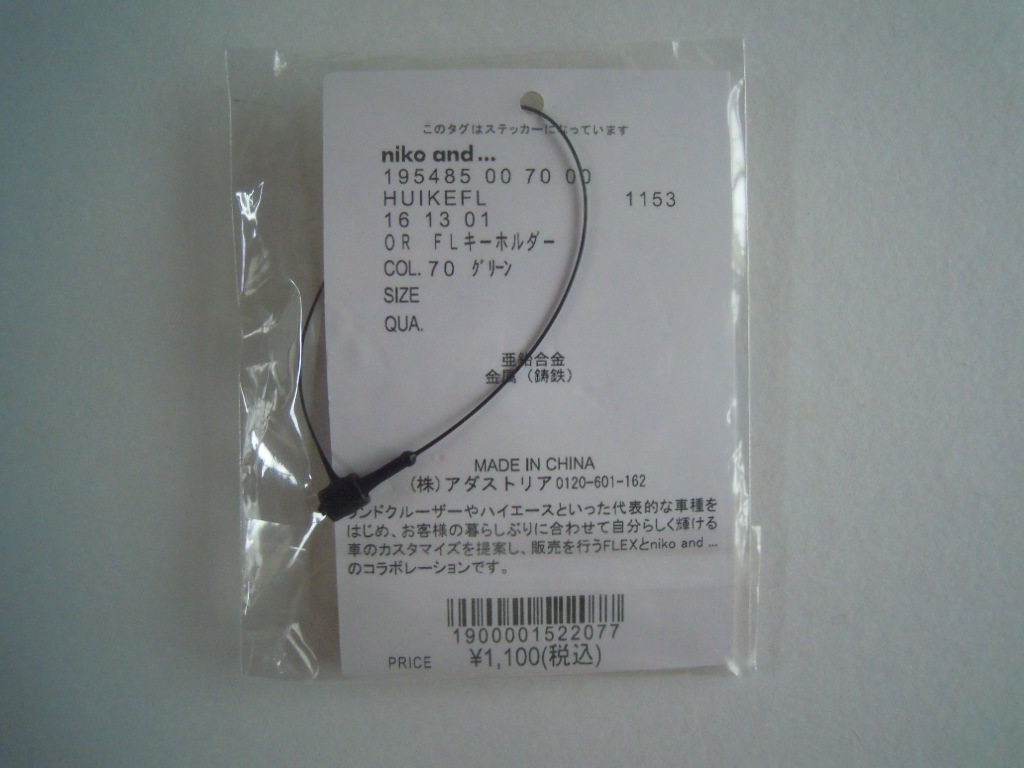 このタグはステッカーになっています
niko and ...
195485 00 70 00
HUIKEFL 1153
16 13 01
OR FLキーホルダー
COL. 70 グリーン
SIZE
QUA.
亜鉛合金
金属（鋳鉄）
MADE IN CHINA
（株）アダストリア 0120-601-162
ランドクルーザーやハイエースといった代表的な車種を
はじめ、お客様の暮らしぶりに合わせて自分らしく輝ける
車のカスタマイズを提案し、販売を行うFLEXとniko and ...
のコラボレーションです。
1900001522077
PRICE ¥1,100(税込)